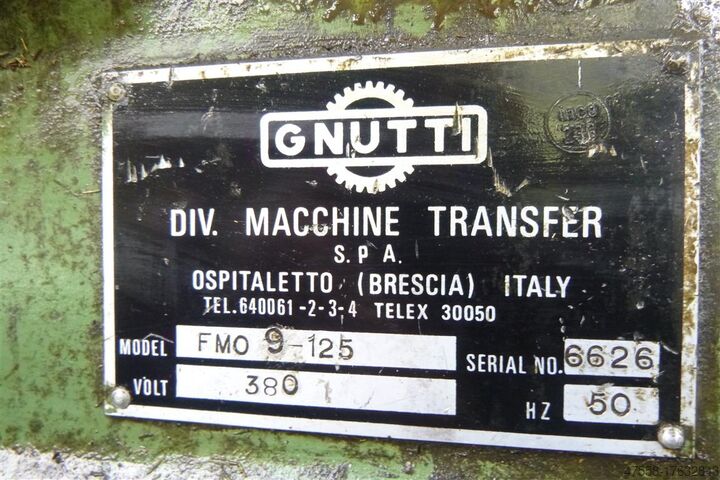 GNUTTI
DIV. MACCHINE TRANSFER
S.P.A.
OSPITALETTO (BRESCIA) ITALY
TEL.640061-2-3-4 TELEX 30050
MODEL FMO 9-125
SERIAL NO. 6626
VOLT 380
HZ 50